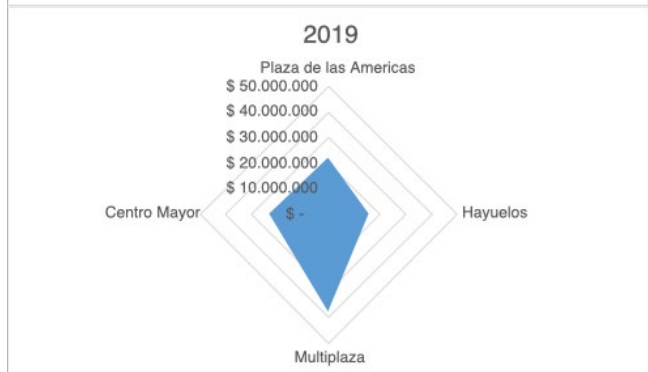 2019
Plaza de las Americas
$ 50.000.000
$ 40.000.000
$ 30.000.000
$ 20.000.000
$ 10.000.000
Centro Mayor
$ -
Hayuelos
Multiplaza